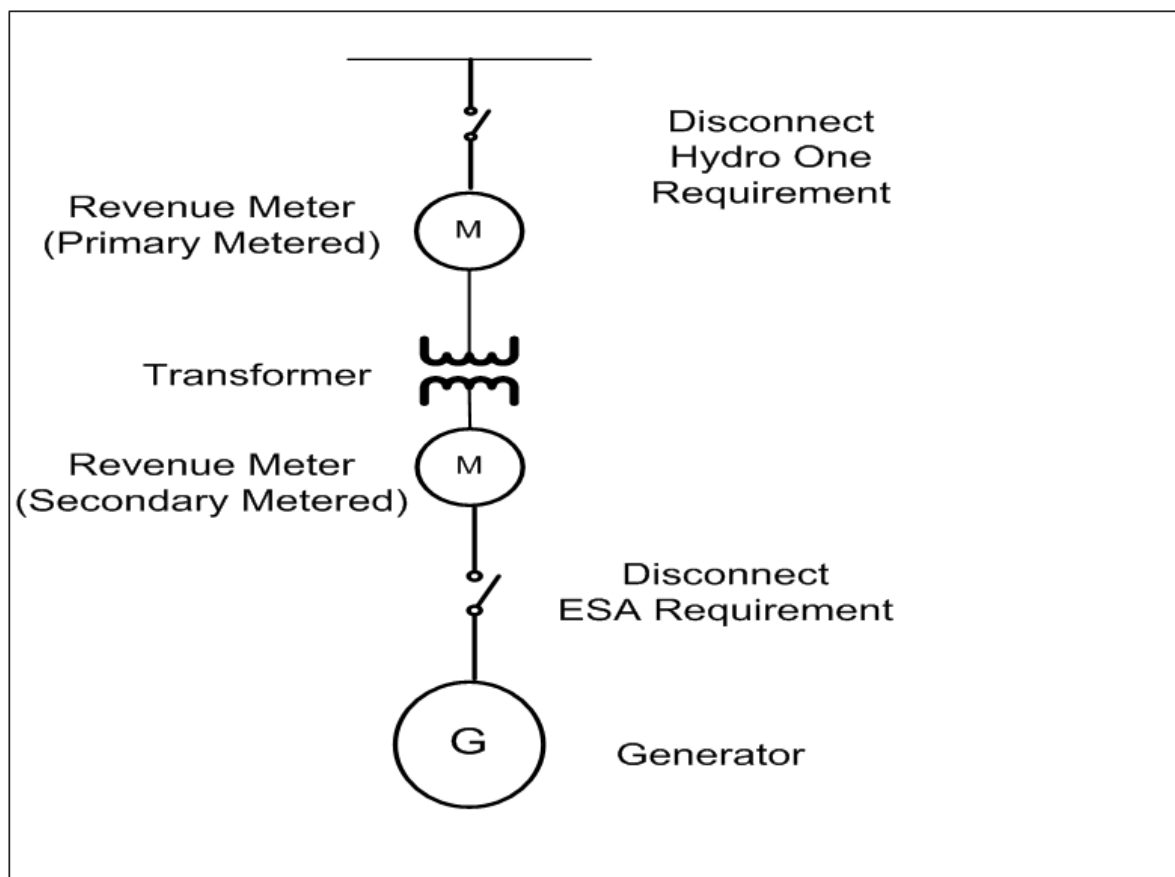 Disconnect
Hydro One
Requirement
Revenue Meter
(Primary Metered)
M
Transformer
Revenue Meter
(Secondary Metered)
M
Disconnect
ESA Requirement
G
Generator